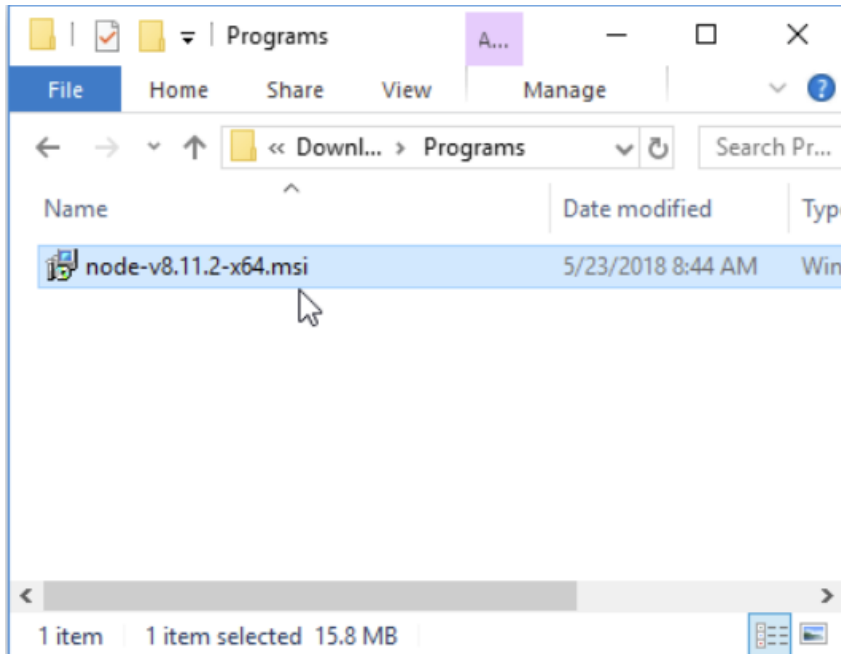 Programs A...
File Home Share View Manage
« Downl... › Programs Search Pr...
Name Date modified Typ
node-v8.11.2-x64.msi 5/23/2018 8:44 AM Win
1 item 1 item selected 15.8 MB